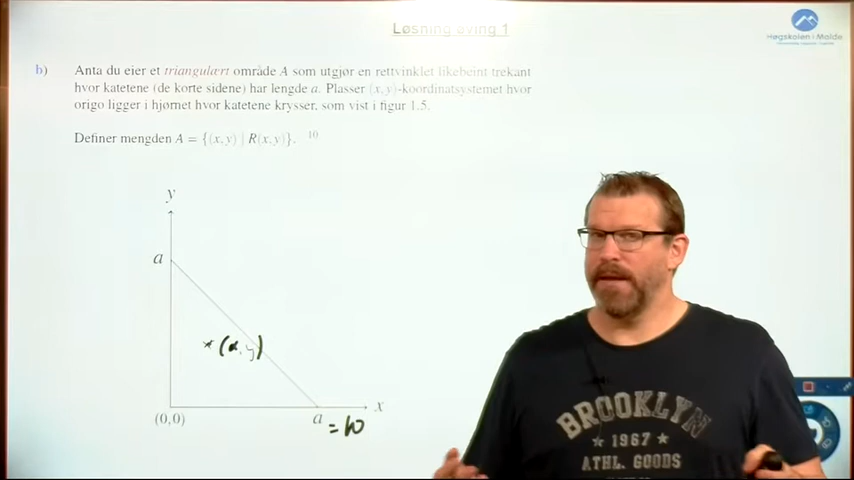 Løsning øving 1
Høgskolen i Molde
b) Anta du eier et triangulært område A som utgjør en rettvinklet likebeint trekant
hvor katetene (de korte sidene) har lengde a. Plasser (x, y)-koordinatsystemet hvor
origo ligger i hjørnet hvor katetene krysser, som vist i figur 1.5.
Definer mengden A = {(x, y) | R(x, y)}. 10
y
a
* (x, y)
(0,0)
a = 10
x
BROOKLYN
★ 1967 ★
ATHL. GOODS